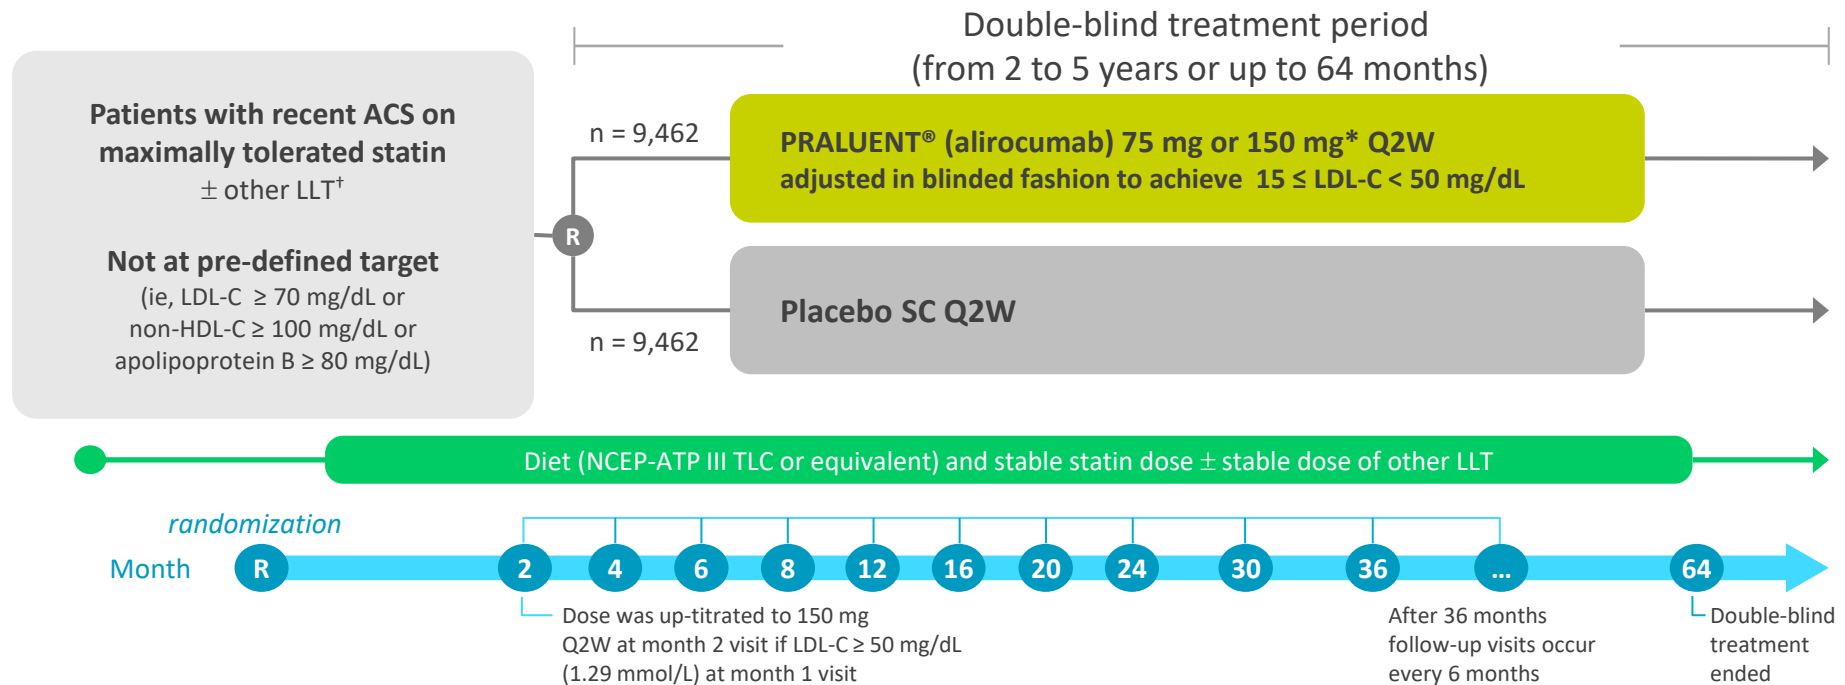 Double-blind treatment period
(from 2 to 5 years or up to 64 months)
Patients with recent ACS on
maximally tolerated statin
± other LLT†
Not at pre-defined target
(ie, LDL-C ≥ 70 mg/dL or
non-HDL-C ≥ 100 mg/dL or
apolipoprotein B ≥ 80 mg/dL)
R
n = 9,462
PRALUENT® (alirocumab) 75 mg or 150 mg* Q2W
adjusted in blinded fashion to achieve 15 ≤ LDL-C < 50 mg/dL
n = 9,462
Placebo SC Q2W
Diet (NCEP-ATP III TLC or equivalent) and stable statin dose ± stable dose of other LLT
randomization
Month R 2 4 6 8 12 16 20 24 30 36 ... 64
Dose was up-titrated to 150 mg
Q2W at month 2 visit if LDL-C ≥ 50 mg/dL
(1.29 mmol/L) at month 1 visit
After 36 months
follow-up visits occur
every 6 months
Double-blind
treatment
ended